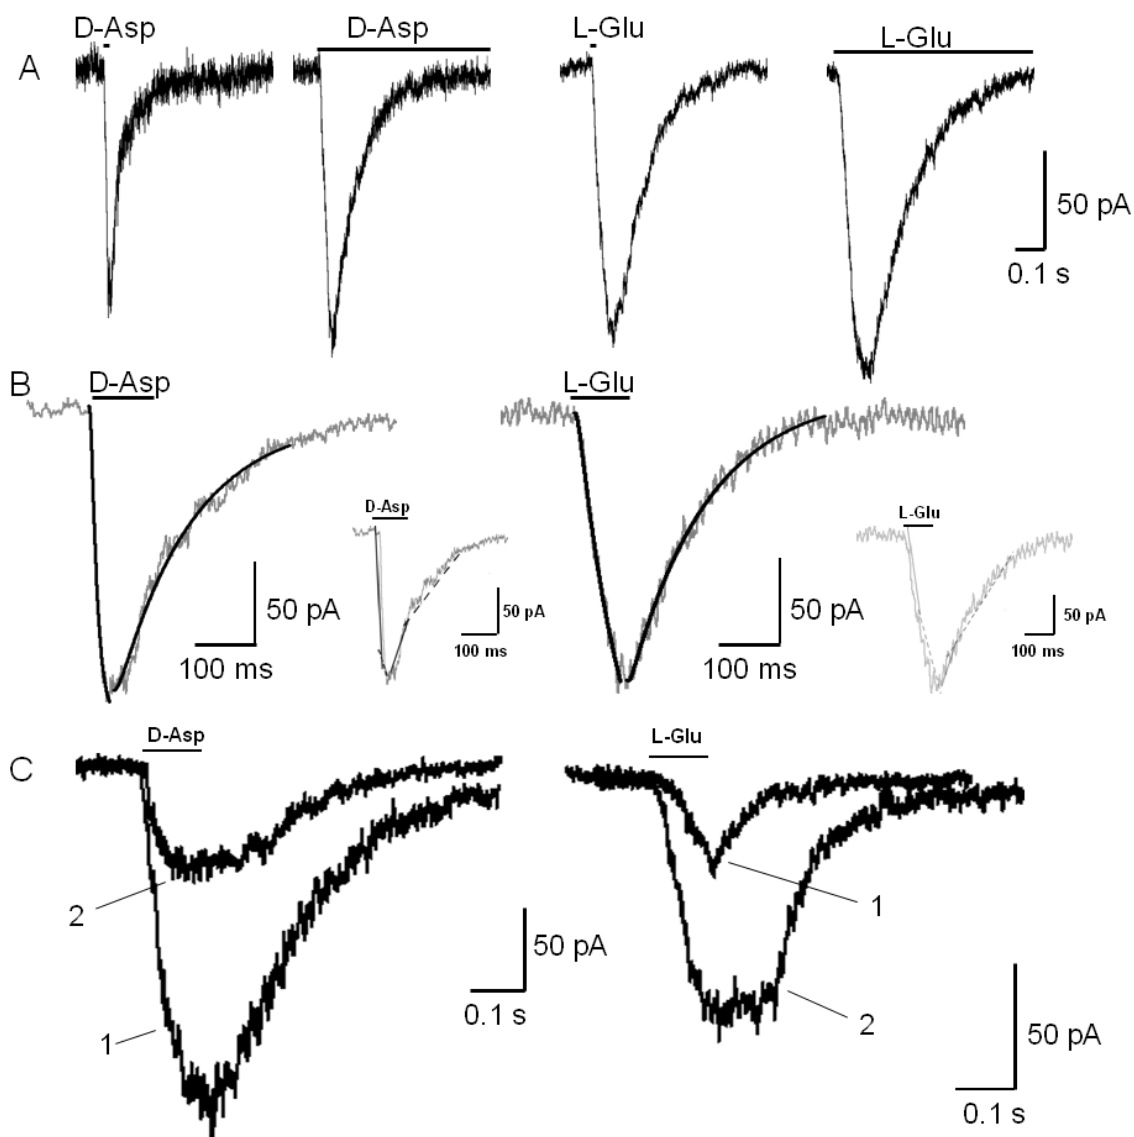 D-Asp D-Asp L-Glu L-Glu
A
50 pA
0.1 s
B D-Asp L-Glu
D-Asp L-Glu
50 pA 50 pA 50 pA 50 pA
100 ms 100 ms 100 ms 100 ms
D-Asp L-Glu
C
2 1
50 pA
0.1 s
1 2
50 pA
0.1 s